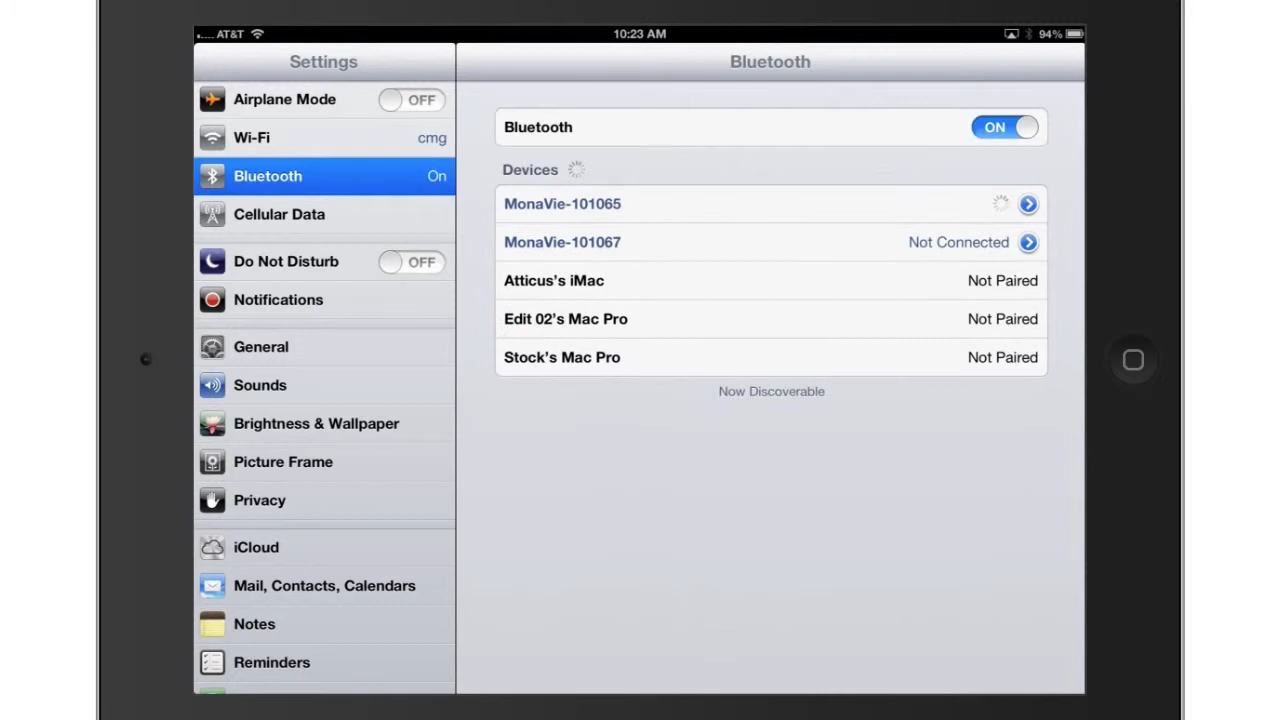 AT&T 10:23 AM 94%
Settings Bluetooth
Airplane Mode OFF
Wi-Fi cmg
Bluetooth On
Cellular Data
Do Not Disturb OFF
Notifications
General
Sounds
Brightness & Wallpaper
Picture Frame
Privacy
iCloud
Mail, Contacts, Calendars
Notes
Reminders
Bluetooth ON
Devices
MonaVie-101065
MonaVie-101067 Not Connected
Atticus's iMac Not Paired
Edit 02's Mac Pro Not Paired
Stock's Mac Pro Not Paired
Now Discoverable